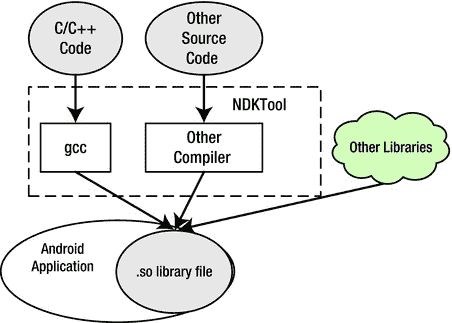 C/C++
Code
Other
Source
Code
NDKTool
gcc
Other
Compiler
Other Libraries
Android
Application
.so library file